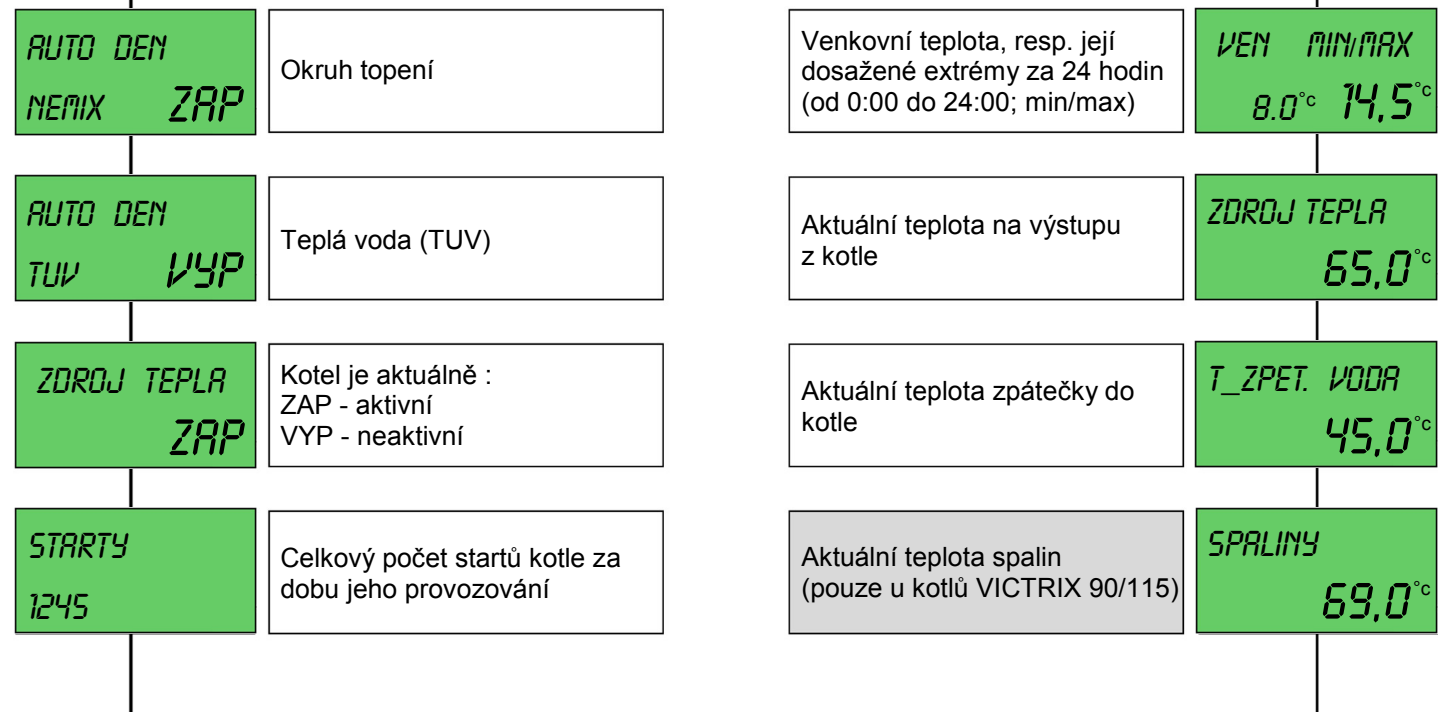 AUTO DEN
NEMIX ZAP
Okruh topení
AUTO DEN
TUV VYP
Teplá voda (TUV)
ZDROJ TEPLA
ZAP
Kotel je aktuálně :
ZAP - aktivní
VYP - neaktivní
STARTY
1245
Celkový počet startů kotle za
dobu jeho provozování
Venkovní teplota, resp. její
dosažené extrémy za 24 hodin
(od 0:00 do 24:00; min/max)
VEN MIN/MAX
8.0°c 14,5°c
Aktuální teplota na výstupu
z kotle
ZDROJ TEPLA
65,0°c
Aktuální teplota zpátečky do
kotle
T_ZPET. VODA
45,0°c
Aktuální teplota spalin
(pouze u kotlů VICTRIX 90/115)
SPALINY
69,0°c